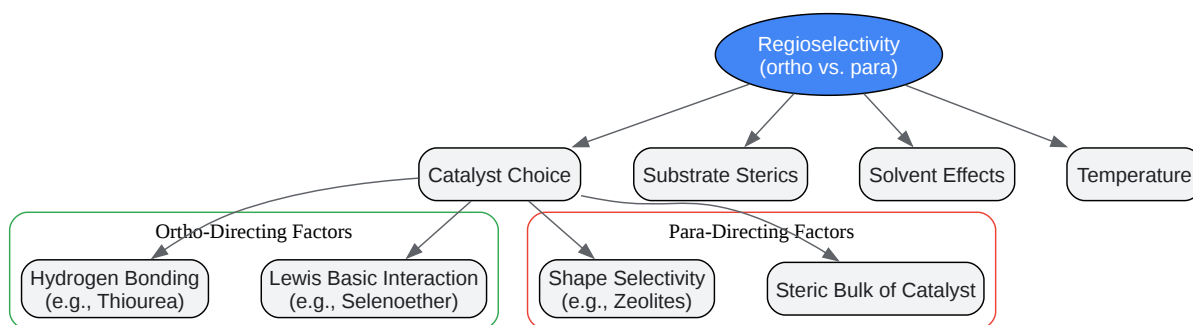 Regioselectivity
(ortho vs. para)
Catalyst Choice
Substrate Sterics
Solvent Effects
Temperature
Ortho-Directing Factors
Para-Directing Factors
Hydrogen Bonding
(e.g., Thiourea)
Lewis Basic Interaction
(e.g., Selenoether)
Shape Selectivity
(e.g., Zeolites)
Steric Bulk of Catalyst